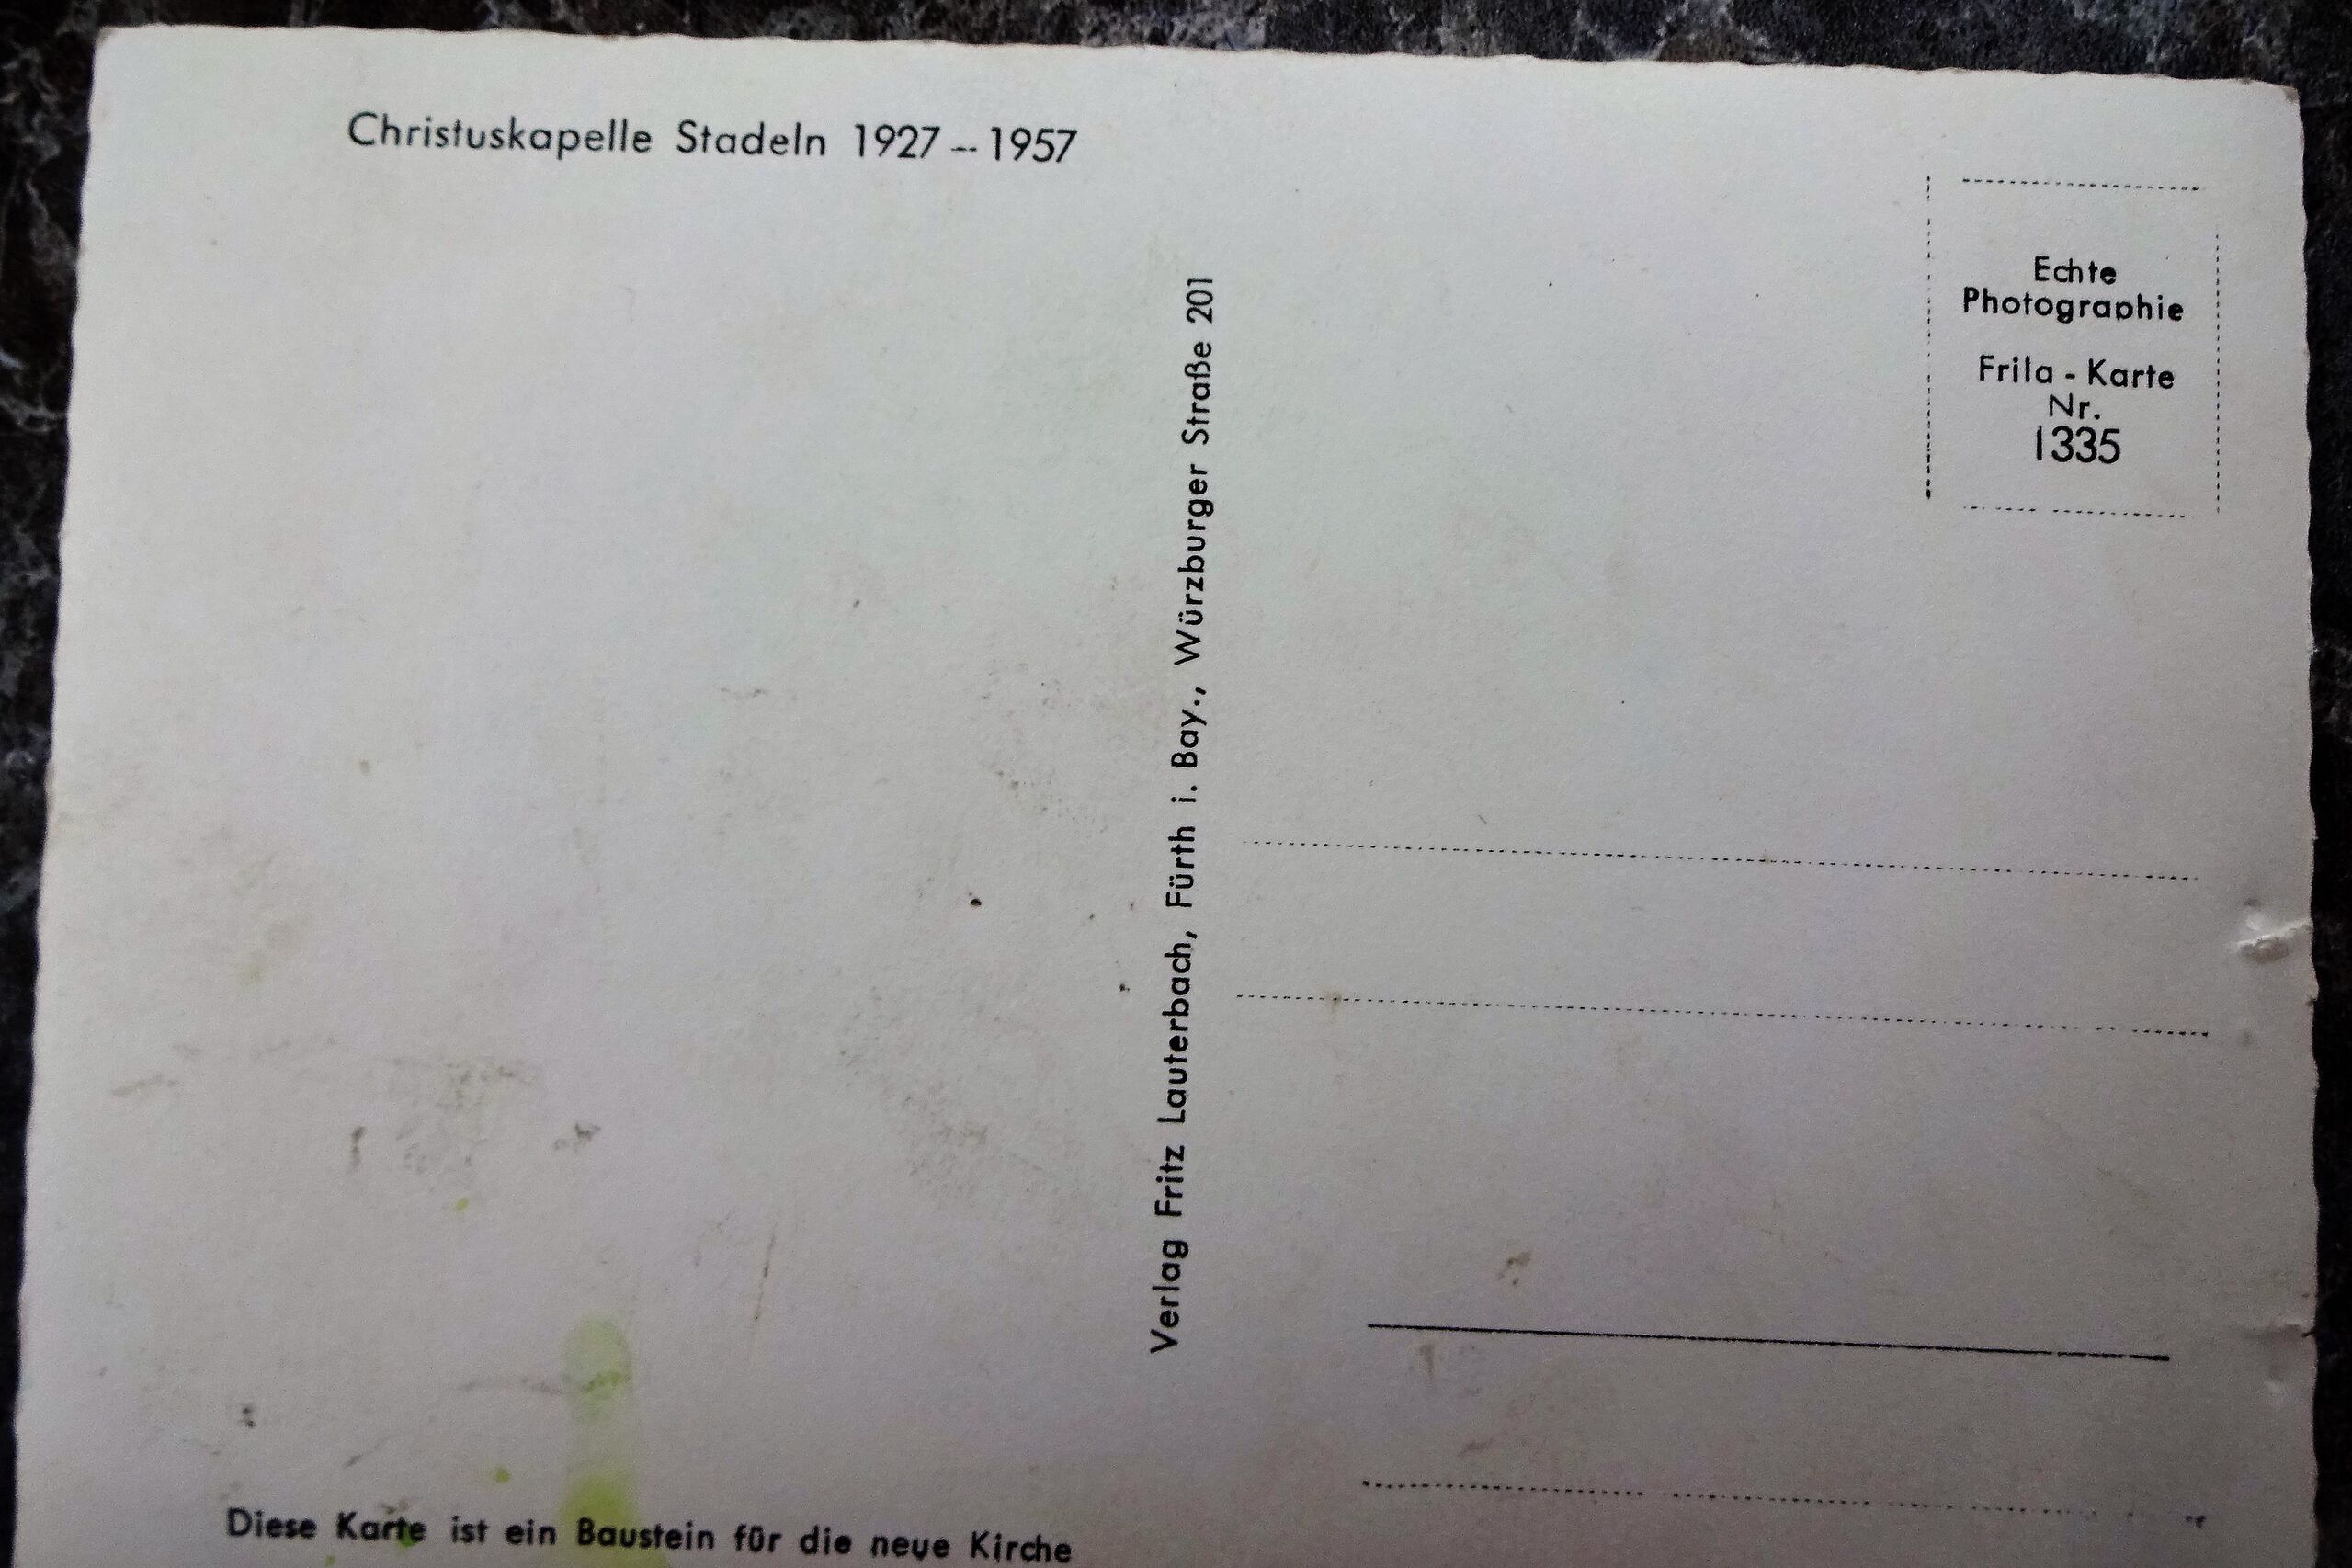 Christuskapelle Stadeln 1927 -- 1957
Echte
Photographie
Frila - Karte
Nr.
1335
Verlag Fritz Lauterbach, Fürth i. Bay., Würzburger Straße 201
Diese Karte ist ein Baustein für die neue Kirche